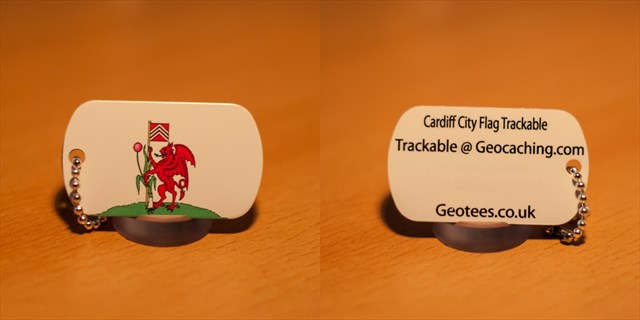 Cardiff City Flag Trackable
Trackable @ Geocaching.com
Geotees.co.uk